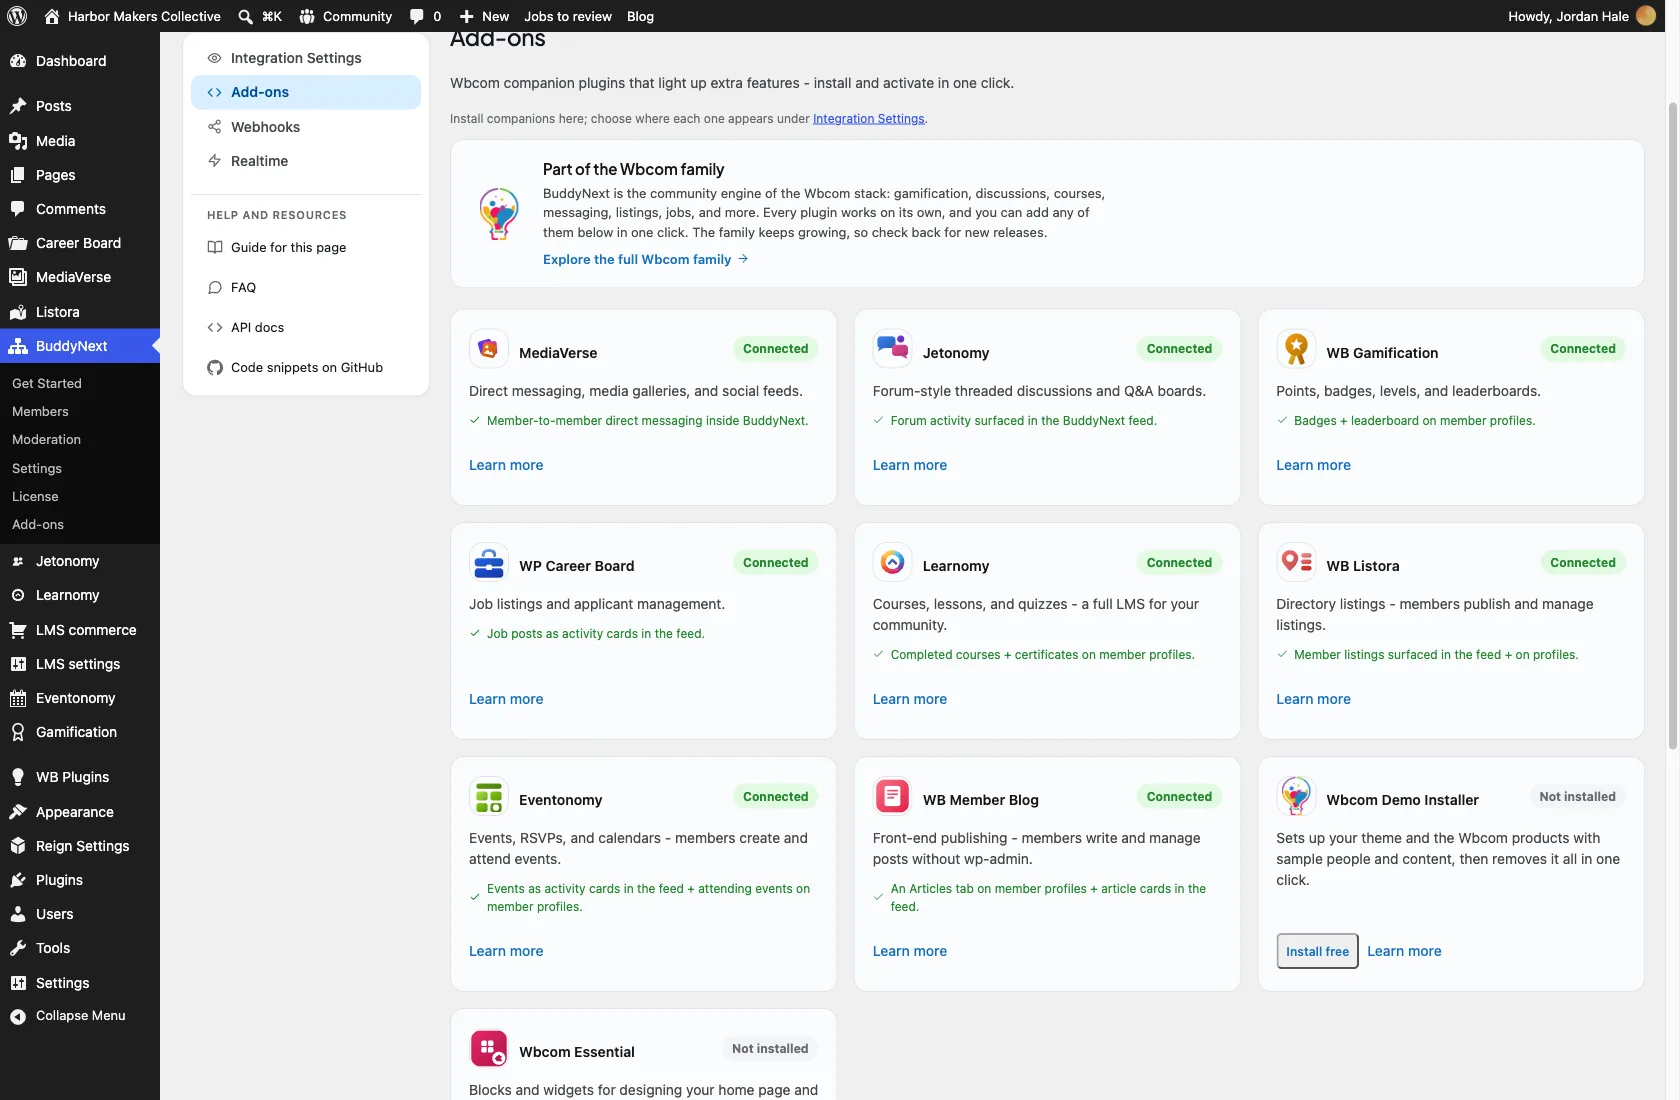 Harbor Makers Collective
⌘K
Community
0
New
Jobs to review
Blog
Howdy, Jordan Hale
Dashboard
Posts
Media
Pages
Comments
Career Board
MediaVerse
Listora
BuddyNext
Get Started
Members
Moderation
Settings
License
Add-ons
Jetonomy
Learnomy
LMS commerce
LMS settings
Eventonomy
Gamification
WB Plugins
Appearance
Reign Settings
Plugins
Users
Tools
Settings
Collapse Menu
Integration Settings
Add-ons
Webhooks
Realtime
HELP AND RESOURCES
Guide for this page
FAQ
API docs
Code snippets on GitHub
Add-ons
Wbcom companion plugins that light up extra features - install and activate in one click.
Install companions here; choose where each one appears under Integration Settings.
Part of the Wbcom family
BuddyNext is the community engine of the Wbcom stack: gamification, discussions, courses,
messaging, listings, jobs, and more. Every plugin works on its own, and you can add any of
them below in one click. The family keeps growing, so check back for new releases.
Explore the full Wbcom family →
MediaVerse
Connected
Direct messaging, media galleries, and social feeds.
Member-to-member direct messaging inside BuddyNext.
Learn more
Jetonomy
Connected
Forum-style threaded discussions and Q&A boards.
Forum activity surfaced in the BuddyNext feed.
Learn more
WB Gamification
Connected
Points, badges, levels, and leaderboards.
Badges + leaderboard on member profiles.
Learn more
WP Career Board
Connected
Job listings and applicant management.
Job posts as activity cards in the feed.
Learn more
Learnomy
Connected
Courses, lessons, and quizzes - a full LMS for your
community.
Completed courses + certificates on member profiles.
Learn more
WB Listora
Connected
Directory listings - members publish and manage
listings.
Member listings surfaced in the feed + on profiles.
Learn more
Eventonomy
Connected
Events, RSVPs, and calendars - members create and
attend events.
Events as activity cards in the feed + attending events on
member profiles.
Learn more
WB Member Blog
Connected
Front-end publishing - members write and manage
posts without wp-admin.
An Articles tab on member profiles + article cards in the
feed.
Learn more
Wbcom Demo Installer
Not installed
Sets up your theme and the Wbcom products with
sample people and content, then removes it all in one
click.
Install free
Learn more
Wbcom Essential
Not installed
Blocks and widgets for designing your home page and